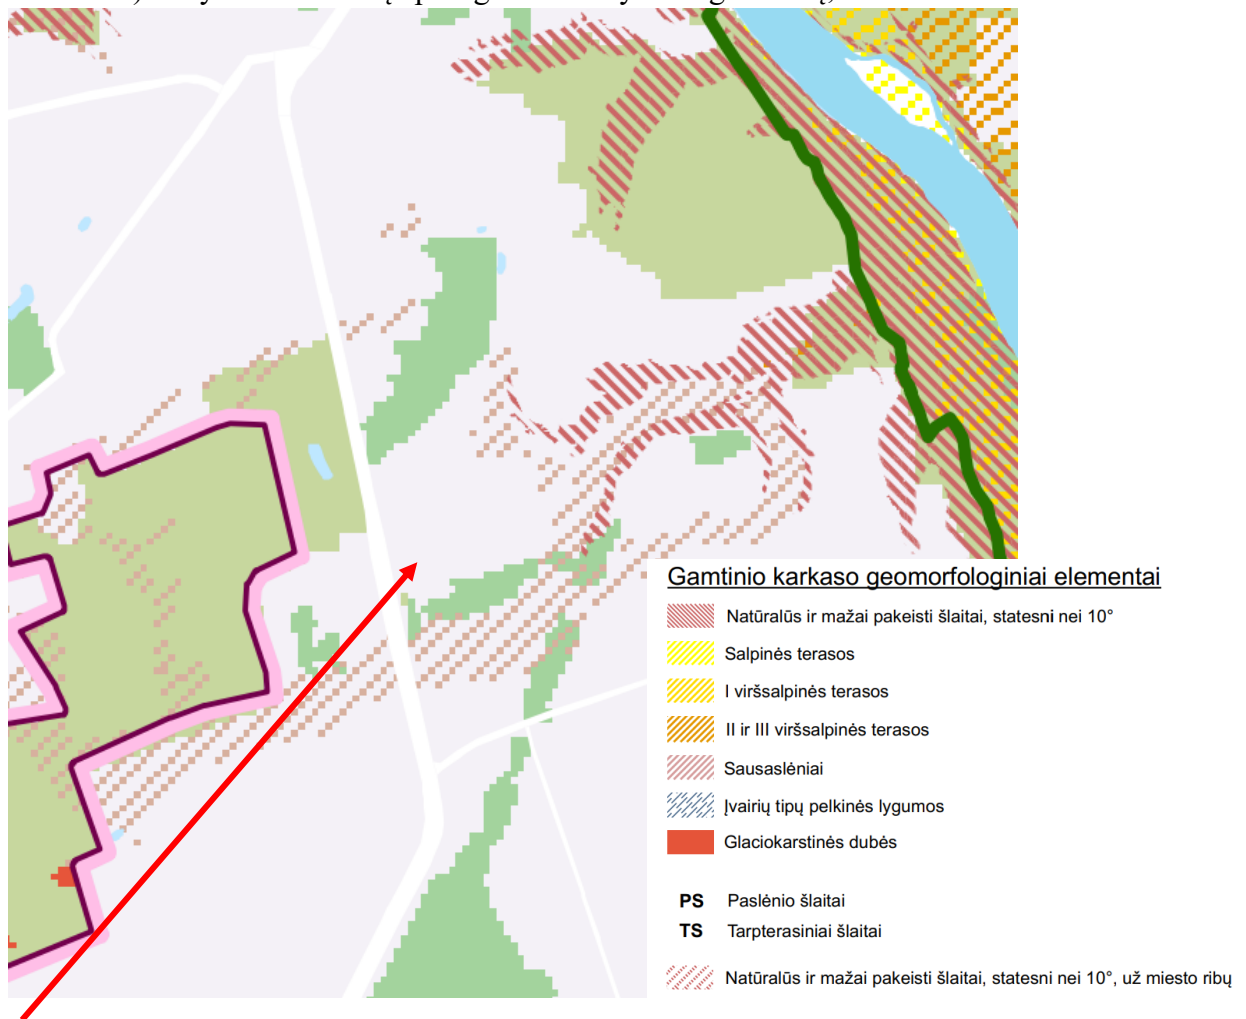 Gamtinio karkaso geomorfologiniai elementai
Natūralūs ir mažai pakeisti šlaitai, statesni nei 10°
Salpinės terasos
I viršsalpinės terasos
II ir III viršsalpinės terasos
Sausaslėniai
Įvairių tipų pelkinės lygumos
Glaciokarstinės dubės
PS Paslėnio šlaitai
TS Tarpterasiniai šlaitai
Natūralūs ir mažai pakeisti šlaitai, statesni nei 10°, už miesto ribų